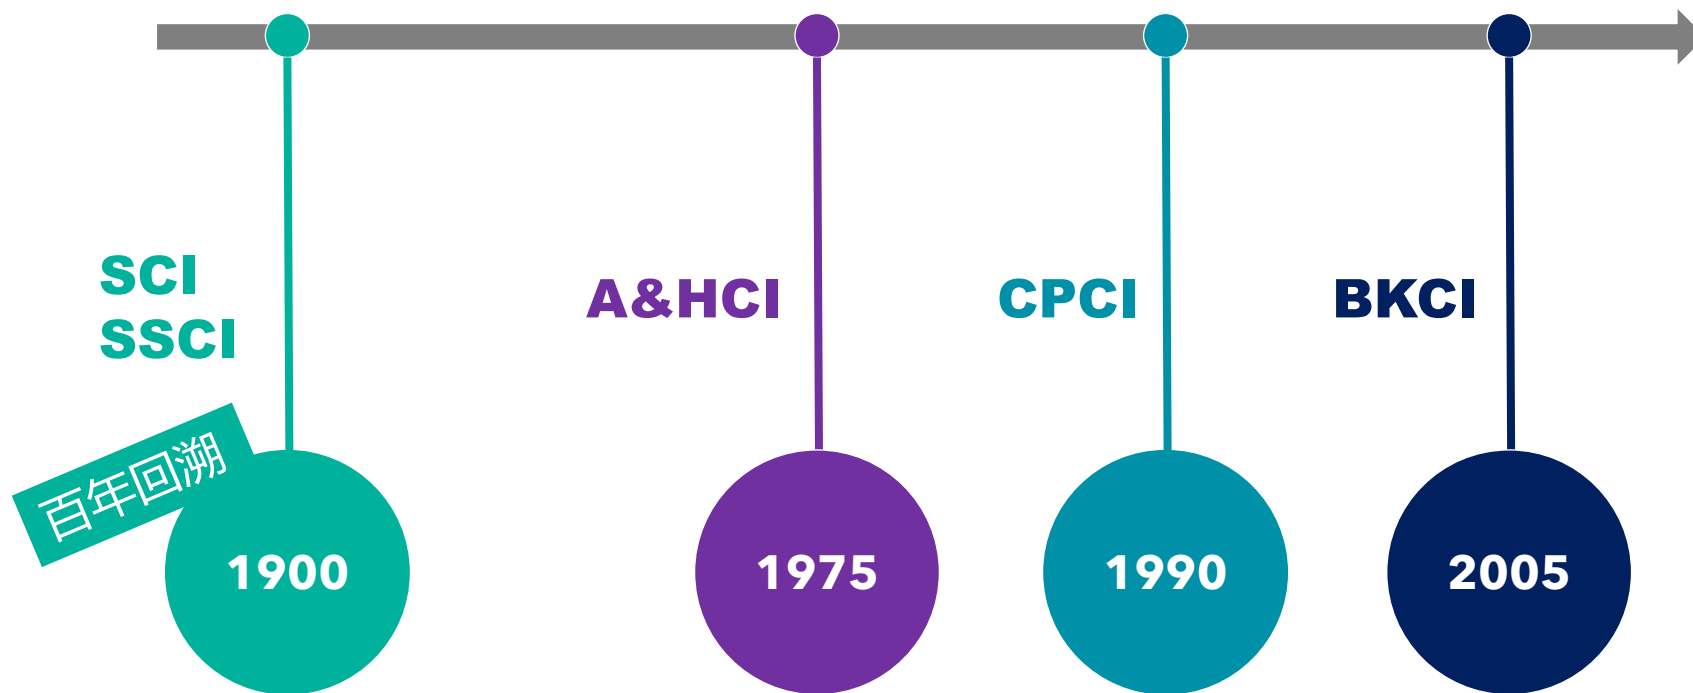 SCI
SSCI
百年回溯
1900
A&HCI
1975
CPCI
1990
BKCI
2005